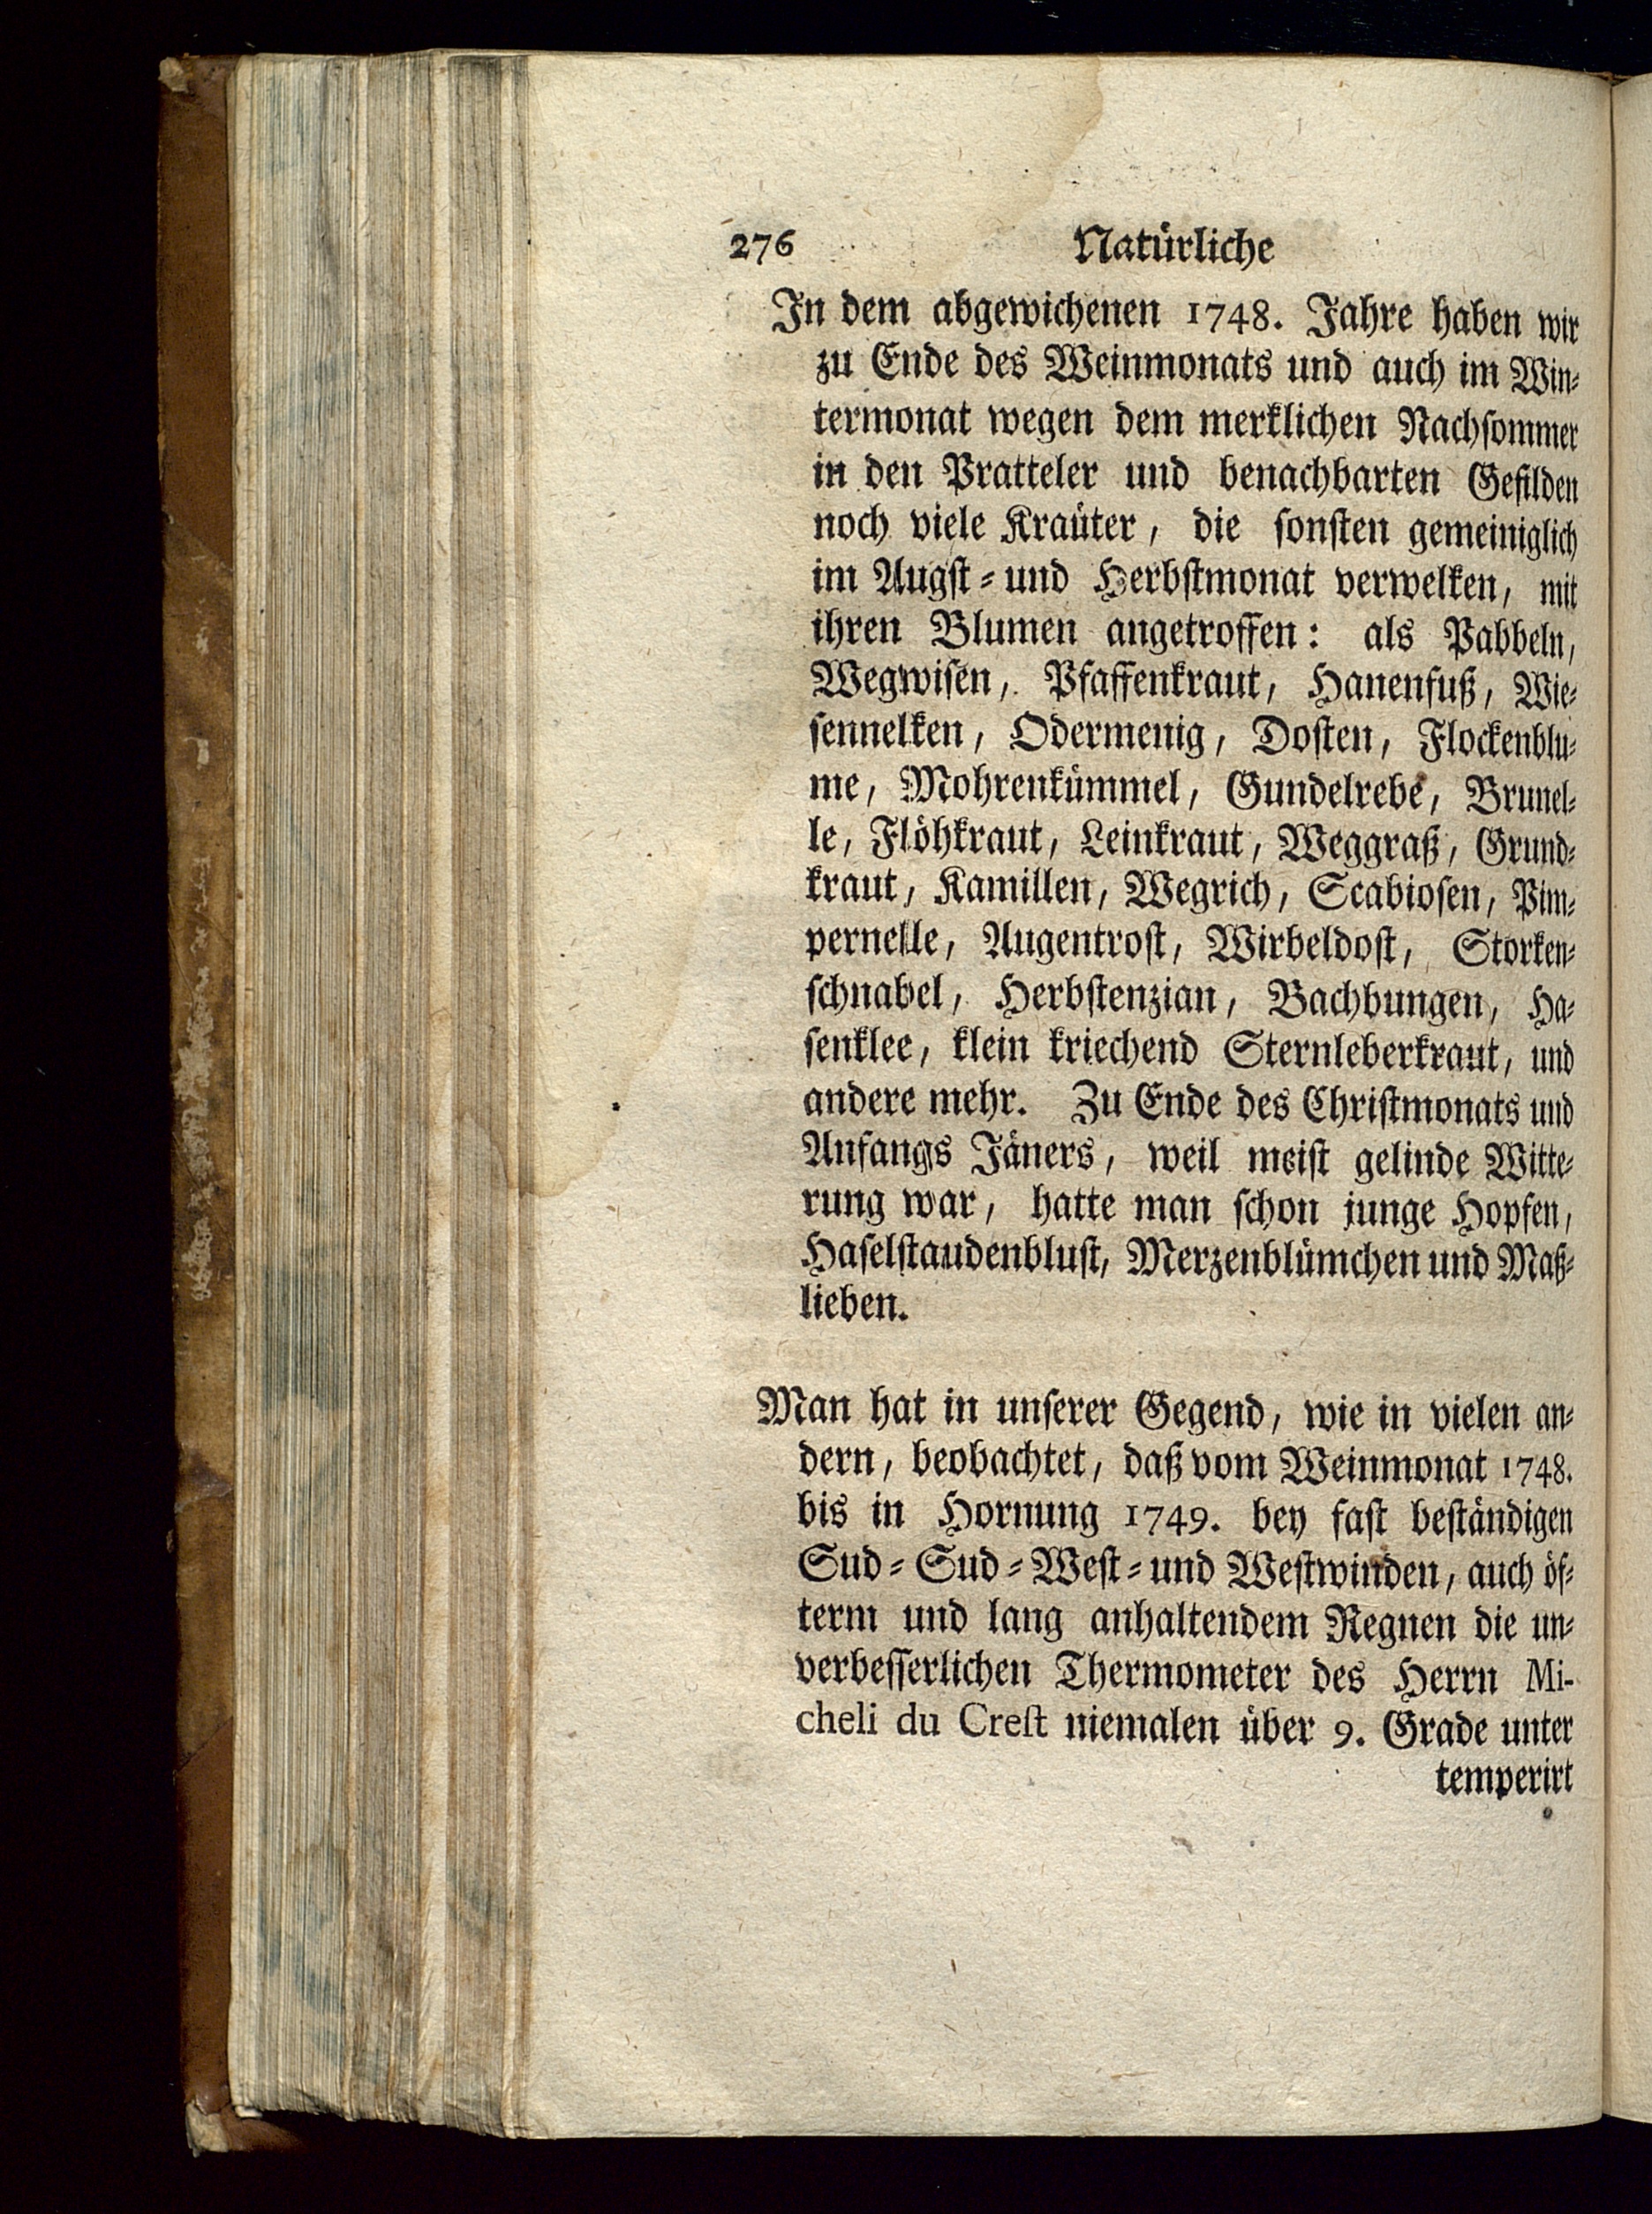 276 Natürliche
In dem abgewichenen 1748. Jahre haben wir
zu Ende des Weinmonats und auch im Win⸗
termonat wegen dem merklichen Nachsommer
in den Pratteler und benachbarten Gefilden
noch viele Kraüter, die sonsten gemeiniglich
im Augst⸗und Herbstmonat verwelken, mit
ihren Blumen angetroffen: als Pabbeln,
Wegwisen, Pfaffenkraut, Hanenfuß, Wie⸗
sennelken, Odermenig, Dosten, Flockenblu⸗
me, Mohrenkümmel, Gundelrebe, Brunel⸗
le, Flöhkraut, Leinkraut, Weggraß, Grund⸗
kraut, Kamillen, Wegrich, Scabiosen, Pim⸗
pernelle, Augentrost, Wirbeldost, Storken⸗
schnabel, Herbstenzian, Bachbungen, Ha⸗
senklee, klein kriechend Sternleberkraut, und
andere mehr. Zu Ende des Christmonats und
Anfangs Jäners, weil meist gelinde Witte⸗
rung war, hatte man schon junge Hopfen,
Haselstaudenblust, Merzenblümchen und Maß⸗
lieben.
Man hat in unserer Gegend, wie in vielen an⸗
dern, beobachtet, daß vom Weinmonat 1748.
bis in Hornung 1749. bey fast beständigen
Sud⸗Sud⸗West⸗und Westwinden, auch öf⸗
term und lang anhaltendem Regnen die un⸗
verbesserlichen Thermometer des Herrn Mi-
cheli du Crest niemalen über 9. Grade unter
temperirt